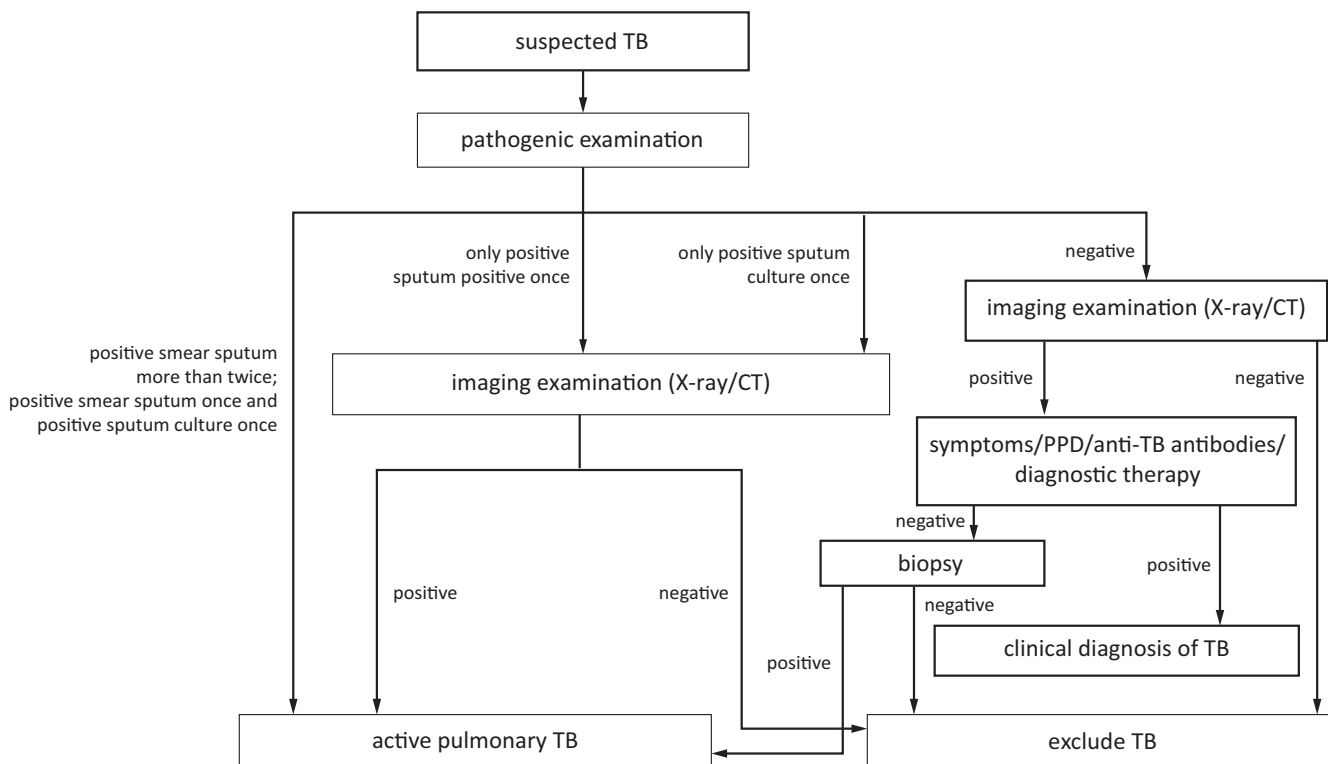 suspected TB
pathogenic examination
only positive
sputum positive once
only positive sputum
culture once
negative
imaging examination (X-ray/CT)
positive smear sputum
more than twice;
positive smear sputum once and
positive sputum culture once
imaging examination (X-ray/CT)
positive
negative
symptoms/PPD/anti-TB antibodies/
diagnostic therapy
negative
biopsy
positive
positive
negative
negative
clinical diagnosis of TB
positive
active pulmonary TB
exclude TB